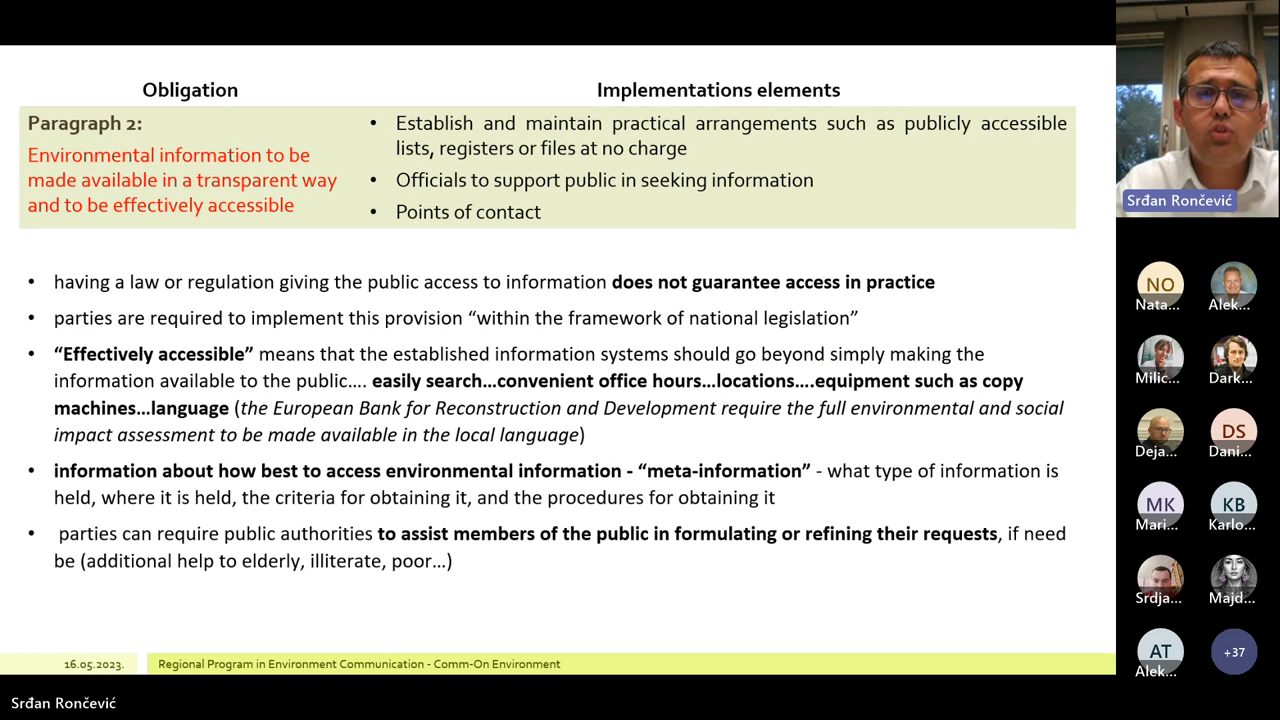 Obligation
Implementations elements
Paragraph 2:
Environmental information to be
made available in a transparent way
and to be effectively accessible
• Establish and maintain practical arrangements such as publicly accessible
lists, registers or files at no charge
• Officials to support public in seeking information
• Points of contact
• having a law or regulation giving the public access to information does not guarantee access in practice
• parties are required to implement this provision “within the framework of national legislation”
• “Effectively accessible” means that the established information systems should go beyond simply making the
information available to the public.... easily search...convenient office hours...locations....equipment such as copy
machines...language (the European Bank for Reconstruction and Development require the full environmental and social
impact assessment to be made available in the local language)
• information about how best to access environmental information - “meta-information” - what type of information is
held, where it is held, the criteria for obtaining it, and the procedures for obtaining it
• parties can require public authorities to assist members of the public in formulating or refining their requests, if need
be (additional help to elderly, illiterate, poor...)
16.05.2023.
Regional Program in Environment Communication - Comm-On Environment
Srđan Rončević
Srđan Rončević
NO
Nata...
Alek...
Milic...
Dark...
Deja...
DS
Dani...
MK
Mari...
KB
Karlo...
Srdja...
Majd...
AT
Alek...
+37